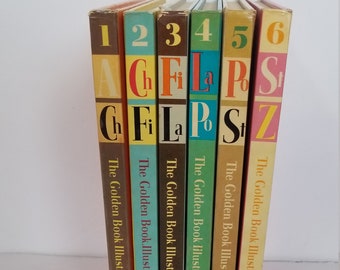 1
A
Ch
The Golden Book Illust
2
Ch
Fi
The Golden Book Illust
3
Fi
La
The Golden Book Illust
4
La
Po
The Golden Book Illust
5
Po
St
The Golden Book Illust
6
St
Z
The Golden Book Illust